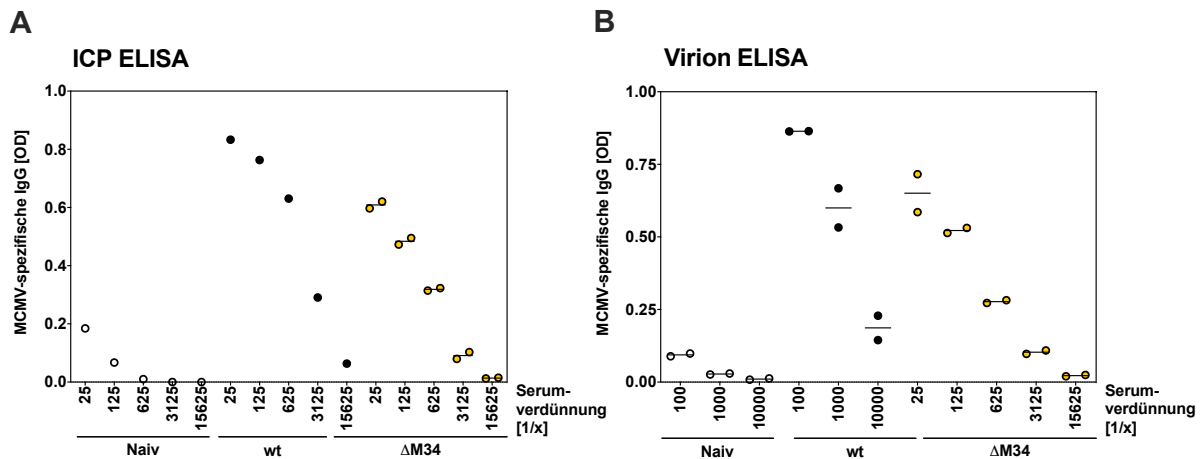 A
ICP ELISA
MCMV-spezifische IgG [OD]
1.0
0.8
0.6
0.4
0.2
0.0
25 125 625 3125 15625 25 125 625 3125 15625 25 125 625 3125 15625
Serum-
verdünnung
[1/x]
Naiv wt ΔM34
B
Virion ELISA
MCMV-spezifische IgG [OD]
1.00
0.75
0.50
0.25
0.00
100 1000 10000 100 1000 10000 25 125 625 3125 15625
Serum-
verdünnung
[1/x]
Naiv wt ΔM34